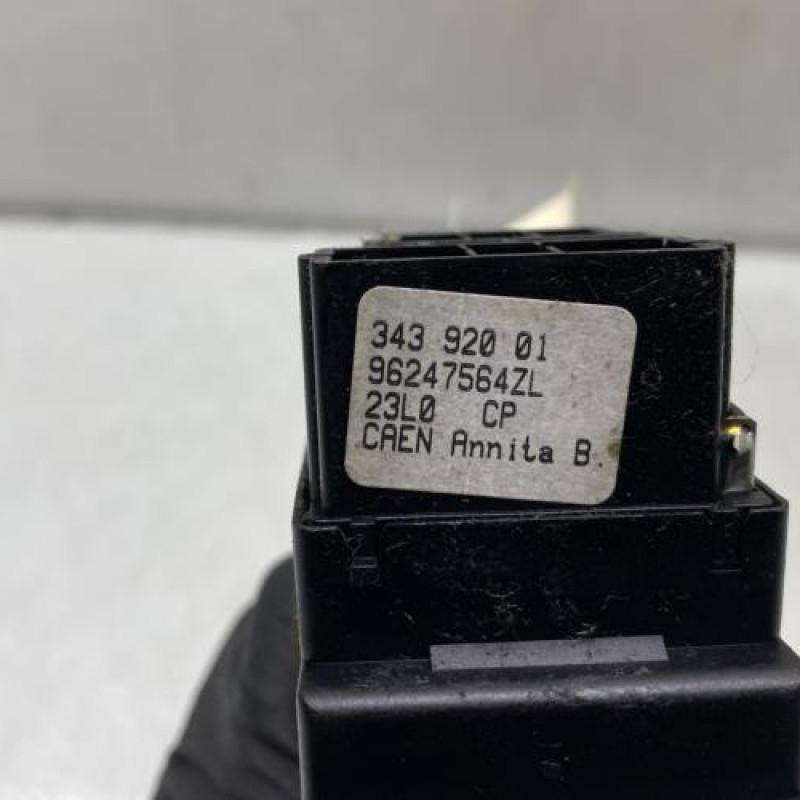 343 920 01
96247564ZL
23L0 CP
CAEN Annita B.